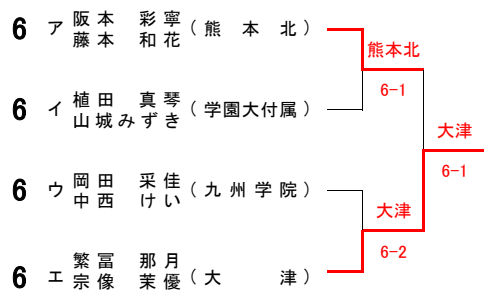 6 ア 阪本 彩寧 (熊本北)
藤本 和花
熊本北
6-1
6 イ 植田 真琴 (学園大付属)
山城みずき
大津
6-1
6 ウ 岡田 采佳 (九州学院)
中西 けい
大津
6-2
6 エ 繁冨 那月 (大津)
宗像 茉優